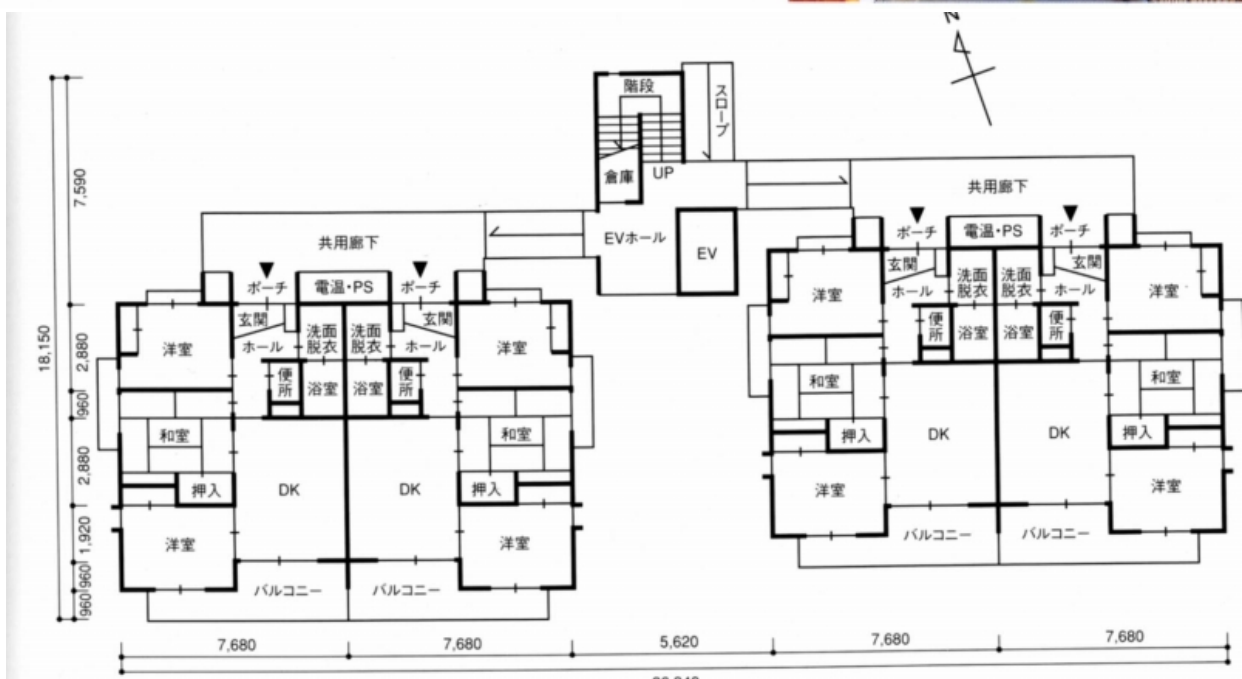 N
階段
スロープ
倉庫
UP
共用廊下
EVホール
EV
共用廊下
ポーチ
電温・PS
ポーチ
玄関
洗面
脱衣
洗面
脱衣
玄関
洋室
ホール
ホール
洋室
便所
浴室
浴室
便所
和室
和室
押入
DK
DK
押入
洋室
洋室
バルコニー
バルコニー
ポーチ
電温・PS
ポーチ
玄関
洗面
脱衣
洗面
脱衣
玄関
洋室
ホール
ホール
洋室
便所
浴室
浴室
便所
和室
和室
押入
DK
DK
押入
洋室
洋室
バルコニー
バルコニー
18,150
7,590
2,880
960
2,880
1,920
960
960
7,680
7,680
5,620
7,680
7,680